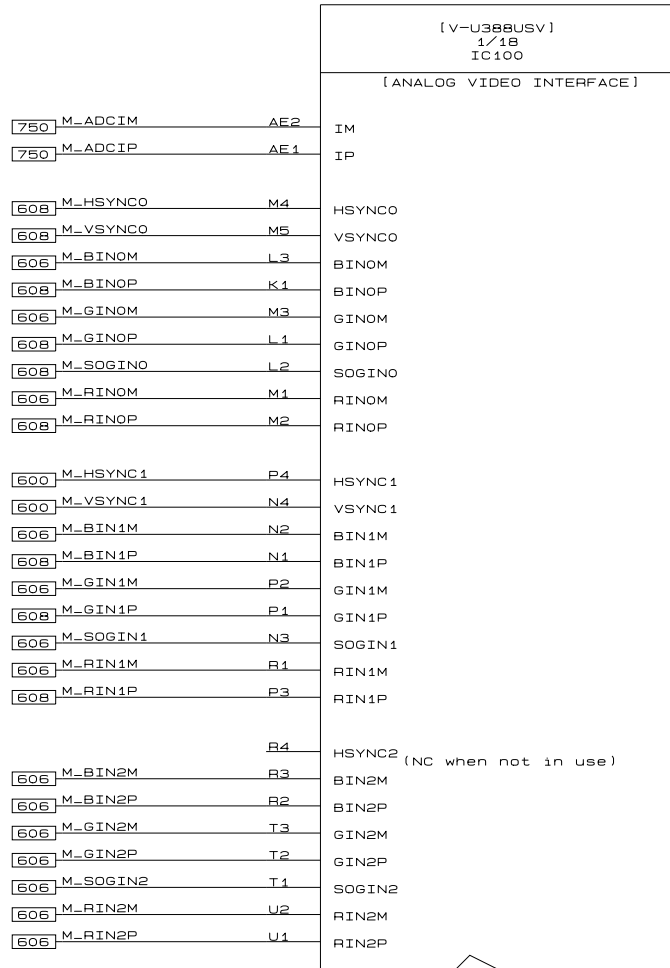 [V-U388USV]
1/18
IC100
[ANALOG VIDEO INTERFACE]
750 M_ADCIM AE2 IM
750 M_ADCIP AE1 IP
608 M_HSYNC0 M4 HSYNC0
608 M_VSYNC0 M5 VSYNC0
606 M_BIN0M L3 BIN0M
608 M_BIN0P K1 BIN0P
606 M_GIN0M M3 GIN0M
608 M_GIN0P L1 GIN0P
608 M_SOGIN0 L2 SOGIN0
606 M_RIN0M M1 RIN0M
608 M_RIN0P M2 RIN0P
600 M_HSYNC1 P4 HSYNC1
600 M_VSYNC1 N4 VSYNC1
606 M_BIN1M N2 BIN1M
608 M_BIN1P N1 BIN1P
606 M_GIN1M P2 GIN1M
608 M_GIN1P P1 GIN1P
606 M_SOGIN1 N3 SOGIN1
606 M_RIN1M R1 RIN1M
608 M_RIN1P P3 RIN1P
R4 HSYNC2 (NC when not in use)
606 M_BIN2M R3 BIN2M
606 M_BIN2P R2 BIN2P
606 M_GIN2M T3 GIN2M
606 M_GIN2P T2 GIN2P
606 M_SOGIN2 T1 SOGIN2
606 M_RIN2M U2 RIN2M
606 M_RIN2P U1 RIN2P